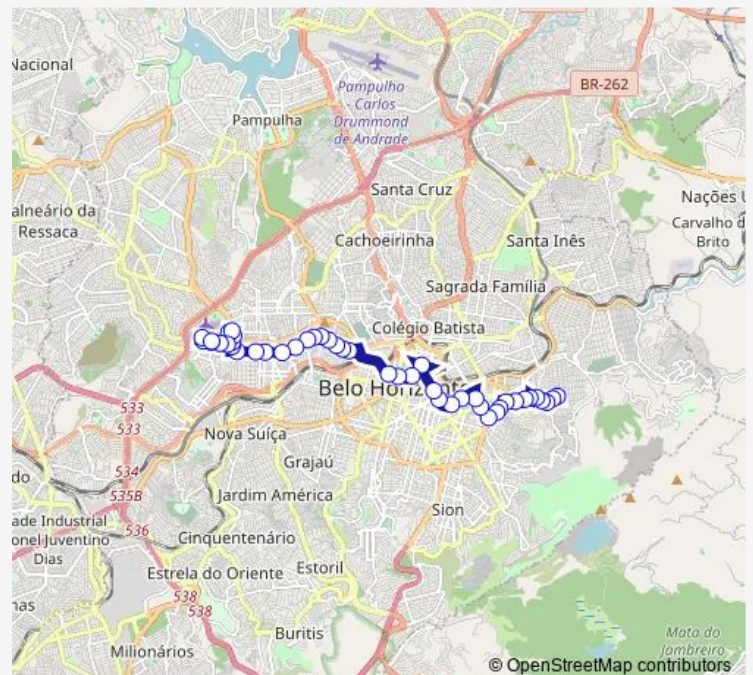 Nacional
BR-262
Pampulha
- Carlos
Drummond
de Andrade
Pampulha
Santa Cruz
Nações U
alneário da
Ressaca
Carvalho d
Brito
Cachoeirinha
Santa Inês
Sagrada Família
Colégio Batista
Belo Horizont
533
533
Nova Suíça
Grajaú
534
do
535B
Jardim América
Sion
ade Industrial
onel Juventino
Dias
536
Cinquentenário
Estrela do Oriente
Estoril
538
538
nas
Buritis
Milionários
Mata do
Jambreiro
© OpenStreetMap contributors